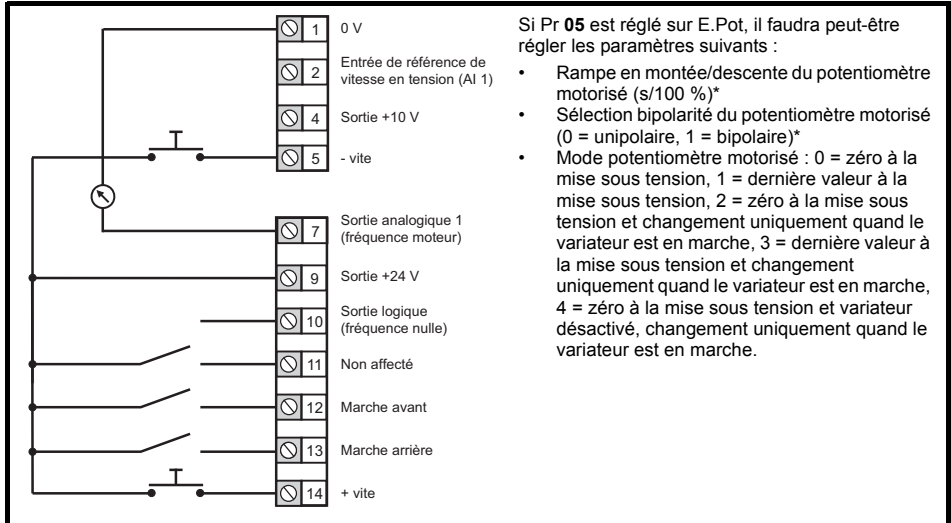 1 0 V
2 Entrée de référence de
vitesse en tension (AI 1)
4 Sortie +10 V
5 - vite
7 Sortie analogique 1
(fréquence moteur)
9 Sortie +24 V
10 Sortie logique
(fréquence nulle)
11 Non affecté
12 Marche avant
13 Marche arrière
14 + vite
Si Pr 05 est réglé sur E.Pot, il faudra peut-être
régler les paramètres suivants :
• Rampe en montée/descente du potentiomètre
motorisé (s/100 %)*
• Sélection bipolarité du potentiomètre motorisé
(0 = unipolaire, 1 = bipolaire)*
• Mode potentiomètre motorisé : 0 = zéro à la
mise sous tension, 1 = dernière valeur à la
mise sous tension, 2 = zéro à la mise sous
tension et changement uniquement quand le
variateur est en marche, 3 = dernière valeur à
la mise sous tension et changement
uniquement quand le variateur est en marche,
4 = zéro à la mise sous tension et variateur
désactivé, changement uniquement quand le
variateur est en marche.